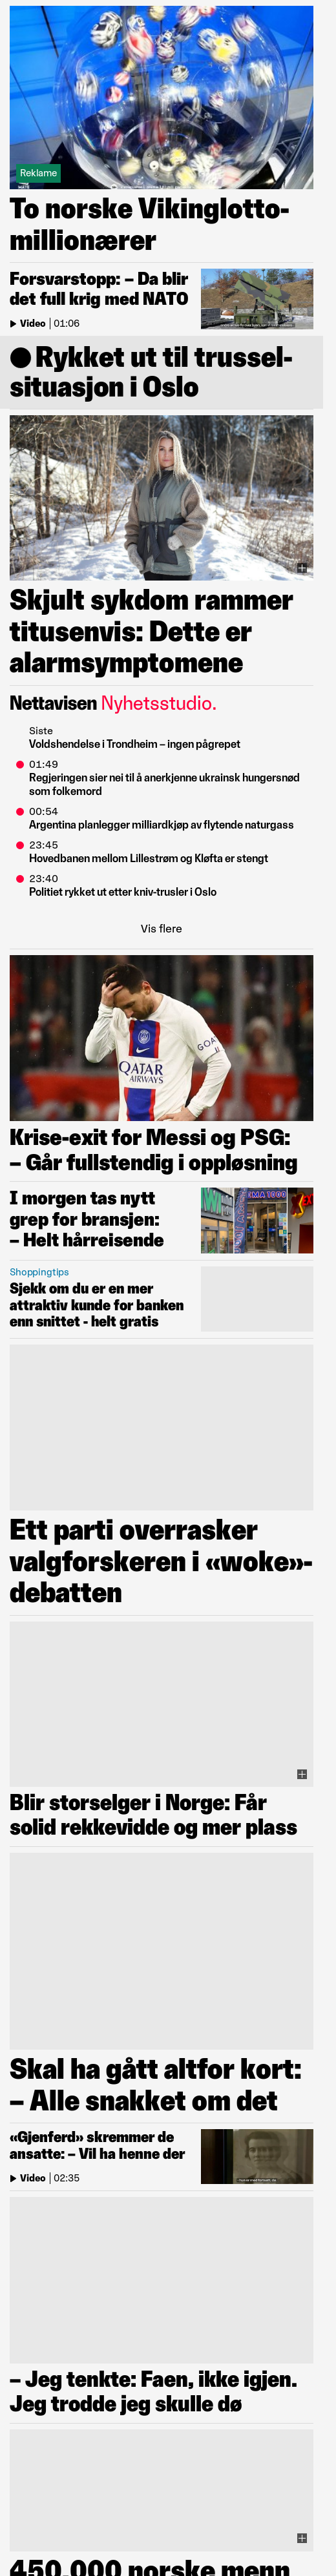 Reklame
To norske Vikinglotto-
millionærer
Forsvarstopp: – Da blir
det full krig med NATO
Video | 01:06
Rykket ut til trussel-
situasjon i Oslo
Skjult sykdom rammer
titusenvis: Dette er
alarmsymptomene
Nettavisen Nyhetsstudio.
Siste
Voldshendelse i Trondheim – ingen pågrepet
01:49
Regjeringen sier nei til å anerkjenne ukrainsk hungersnød
som folkemord
00:54
Argentina planlegger milliardkjøp av flytende naturgass
23:45
Hovedbanen mellom Lillestrøm og Kløfta er stengt
23:40
Politiet rykket ut etter kniv-trusler i Oslo
Vis flere
GOA
QATAR
AIRWAYS
Krise-exit for Messi og PSG:
– Går fullstendig i oppløsning
I morgen tas nytt
grep for bransjen:
– Helt hårreisende
Shoppingtips
Sjekk om du er en mer
attraktiv kunde for banken
enn snittet - helt gratis
Ett parti overrasker
valgforskeren i «woke»-
debatten
Blir storselger i Norge: Får
solid rekkevidde og mer plass
Skal ha gått altfor kort:
– Alle snakket om det
«Gjenferd» skremmer de
ansatte: – Vil ha henne der
Video | 02:35
– Jeg tenkte: Faen, ikke igjen.
Jeg trodde jeg skulle dø
450.000 norske menn